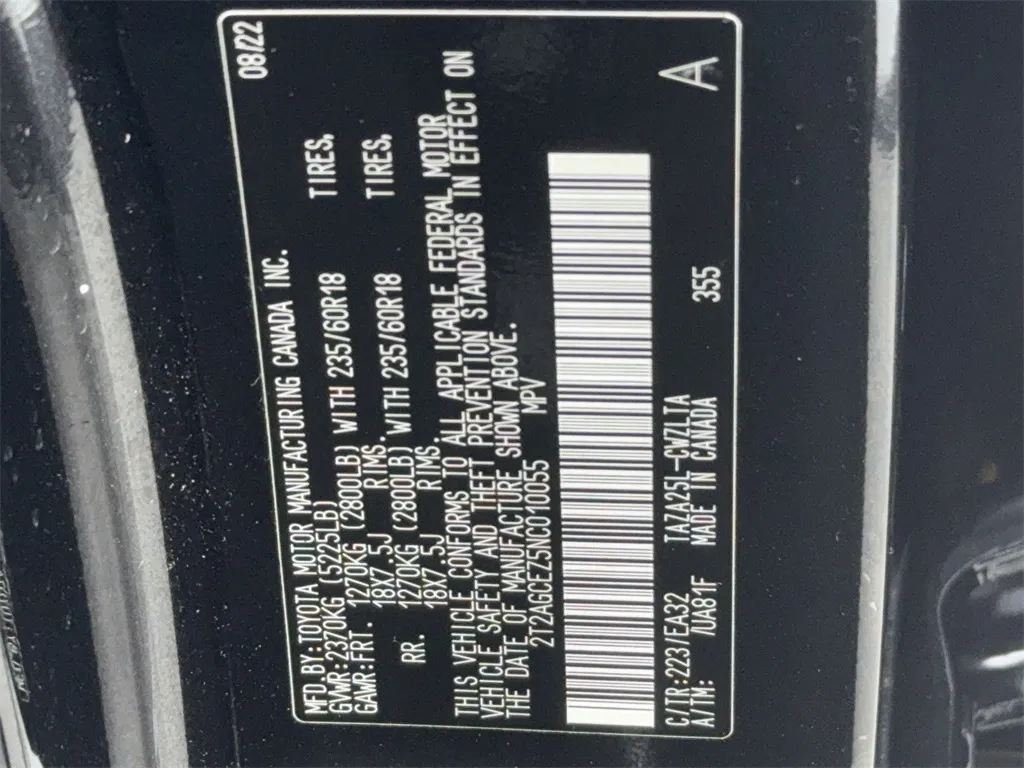 MFD.BY:TOYOTA MOTOR MANUFACTURING CANADA INC. 08/22
GVWR:2370KG (5225LB)
GAWR:FRT. 1270KG (2800LB) WITH 235/60R18 TIRES.
18X7.5J RIMS.
RR. 1270KG (2800LB) WITH 235/60R18 TIRES.
18X7.5J RIMS.
THIS VEHICLE CONFORMS TO ALL APPLICABLE FEDERAL MOTOR
VEHICLE SAFETY AND THEFT PREVENTION STANDARDS IN EFFECT ON
THE DATE OF MANUFACTURE SHOWN ABOVE.
2T2AGCEZ5NC010055 MPV
C/TR:223/EA32 TAZA25L-CWZLTA
A/TM: /UA81F MADE IN CANADA 355
A